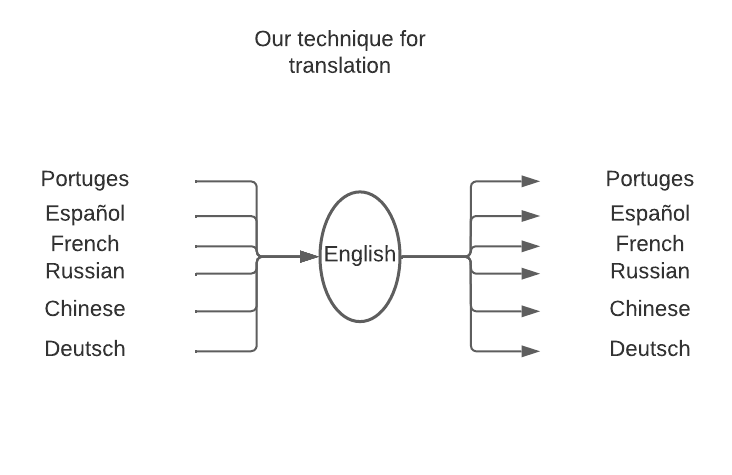 Our technique for
translation
Portuges
Español
French
Russian
Chinese
Deutsch
English
Portuges
Español
French
Russian
Chinese
Deutsch